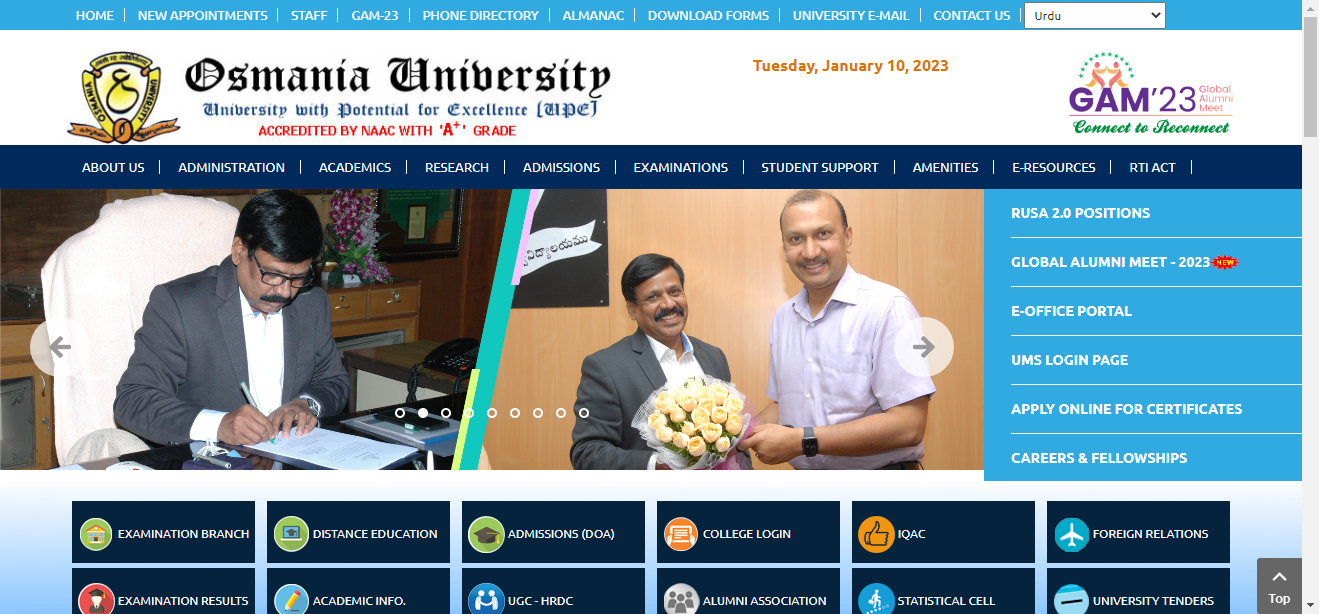 HOME NEW APPOINTMENTS STAFF GAM-23 PHONE DIRECTORY ALMANAC DOWNLOAD FORMS UNIVERSITY E-MAIL CONTACT US Urdu
Osmania University
University with Potential for Excellence [UPE]
ACCREDITED BY NAAC WITH 'A+' GRADE
Tuesday, January 10, 2023
GAM'23 Global Alumni Meet
Connect to Reconnect
ABOUT US ADMINISTRATION ACADEMICS RESEARCH ADMISSIONS EXAMINATIONS STUDENT SUPPORT AMENITIES E-RESOURCES RTI ACT
RUSA 2.0 POSITIONS
GLOBAL ALUMNI MEET - 2023 NEW
E-OFFICE PORTAL
UMS LOGIN PAGE
APPLY ONLINE FOR CERTIFICATES
CAREERS & FELLOWSHIPS
EXAMINATION BRANCH DISTANCE EDUCATION ADMISSIONS (DOA) COLLEGE LOGIN IQAC FOREIGN RELATIONS
EXAMINATION RESULTS ACADEMIC INFO. UGC - HRDC ALUMNI ASSOCIATION STATISTICAL CELL UNIVERSITY TENDERS
Top